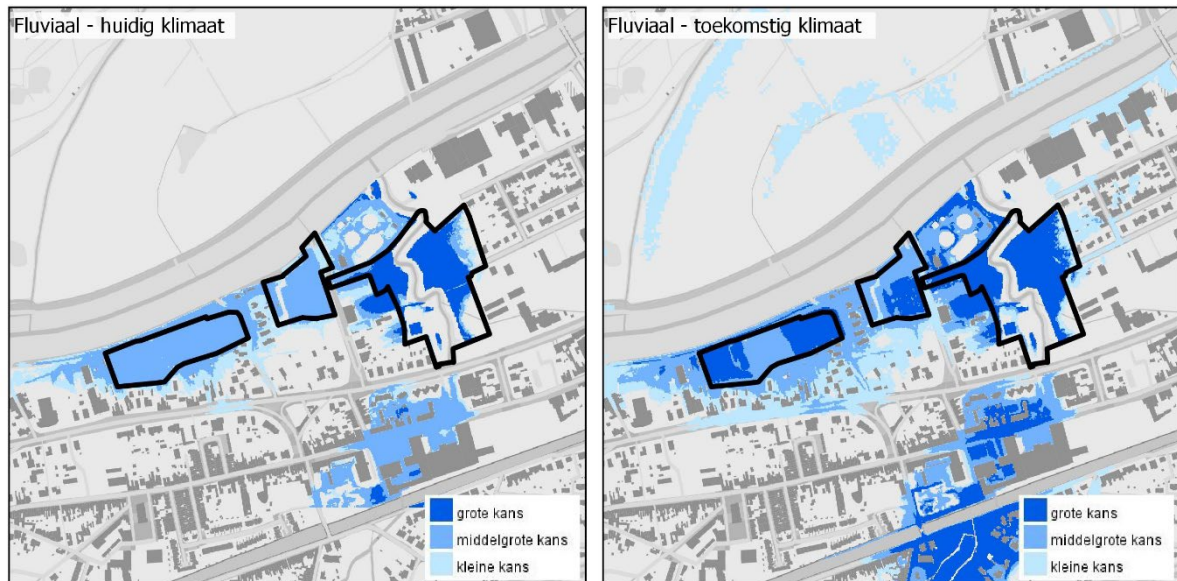 Fluviaal - huidig klimaat
grote kans
middelgrote kans
kleine kans
Fluviaal - toekomstig klimaat
grote kans
middelgrote kans
kleine kans